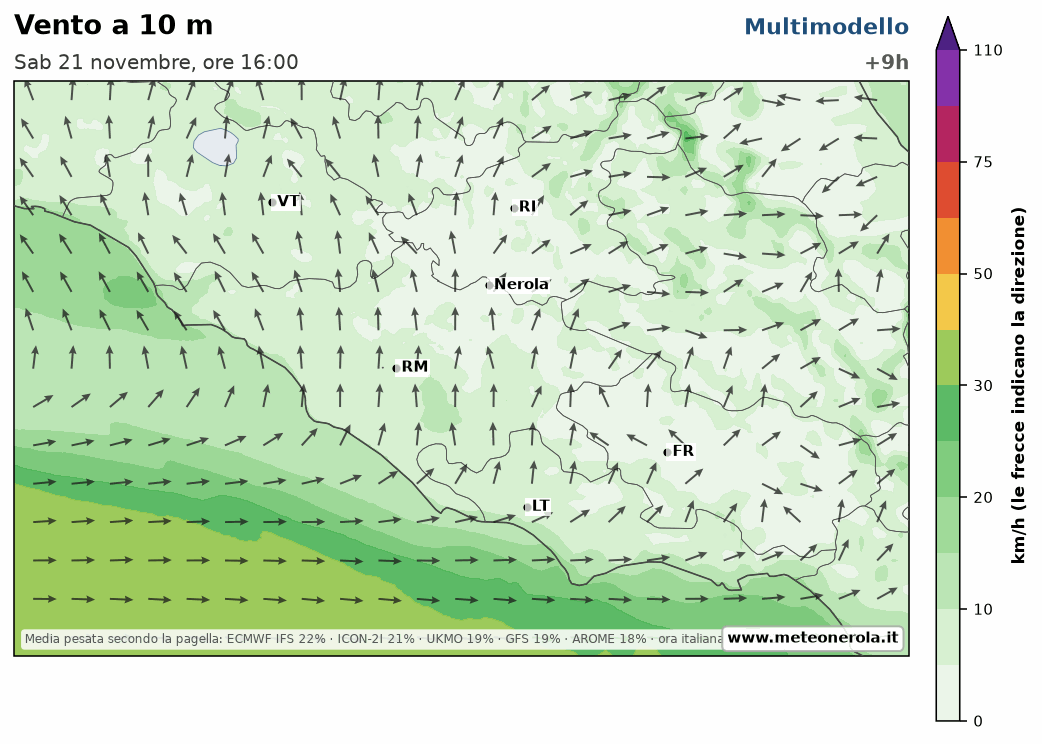 Vento a 10 m
Multimodello
Sab 21 novembre, ore 16:00
+9h
110
75
50
30
20
10
0
km/h (le frecce indicano la direzione)
VT
RI
Nerola
RM
FR
LT
Media pesata secondo la pagella: ECMWF IFS 22% · ICON-2I 21% · UKMO 19% · GFS 19% · AROME 18% · ora italiana
www.meteonerola.it